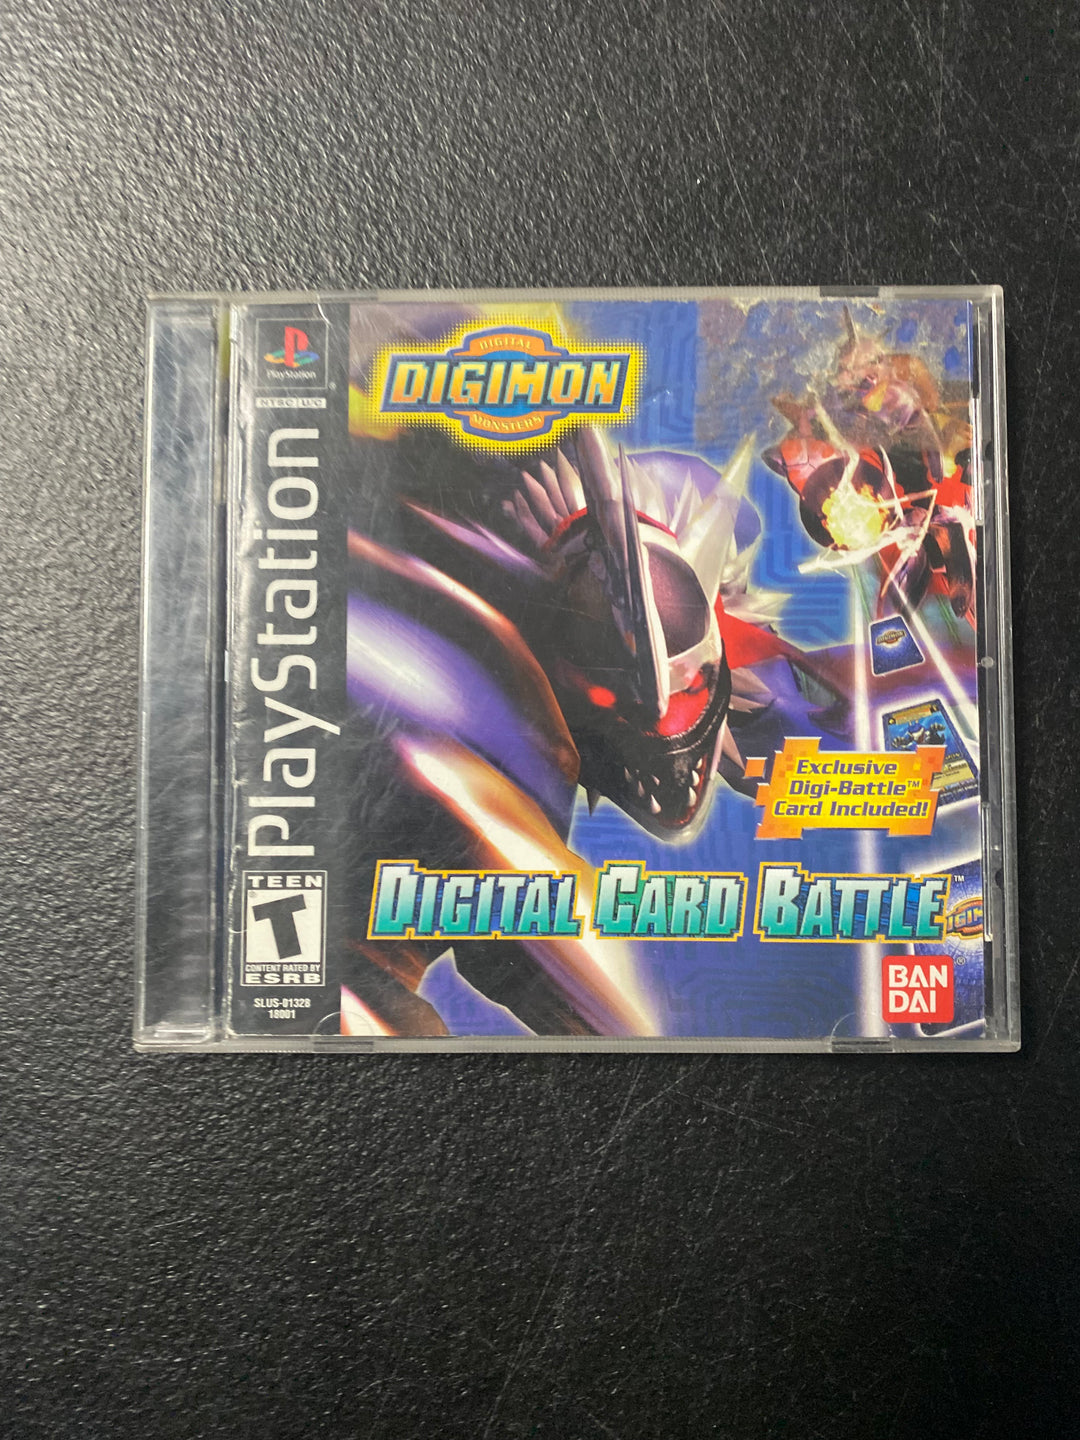 PlayStation
NTSC U/C
PlayStation
TEEN
T
CONTENT RATED BY
ESRB
SLUS-01328
18001
DIGITAL
DIGIMON
MONSTERS
Exclusive
Digi-Battle™
Card Included!
DIGITAL CARD BATTLE™
BAN
DAI
®